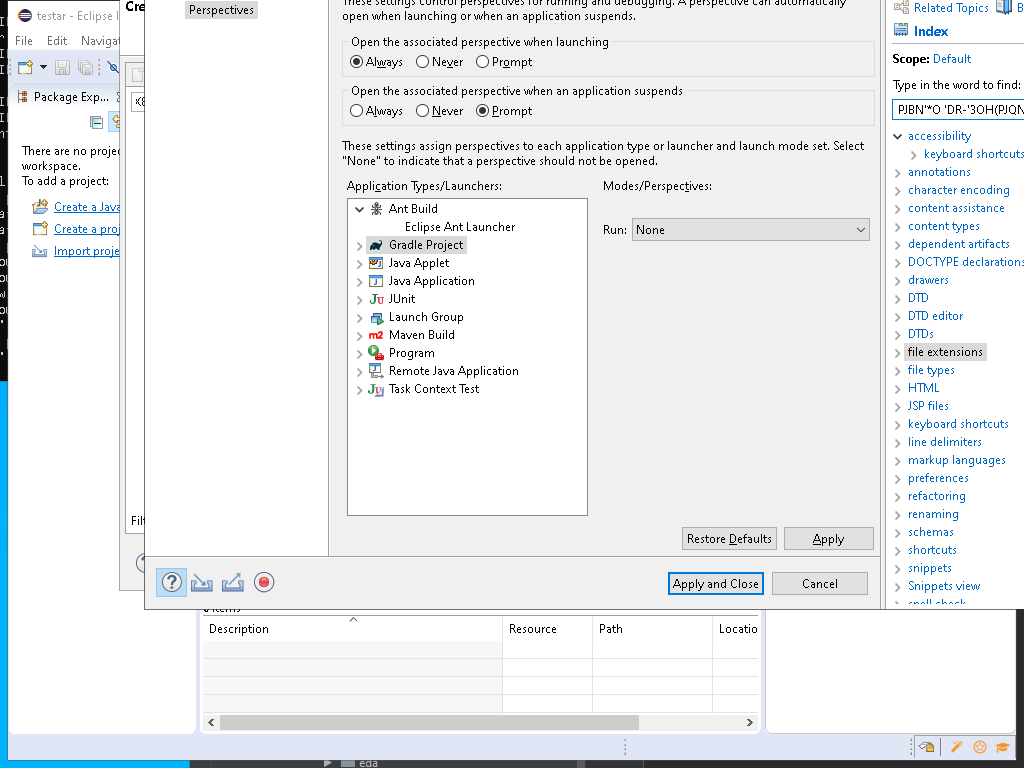 testar - Eclipse I
File Edit Navigat
Package Exp...
There are no proje
workspace.
To add a project:
Create a Java
Create a proj
Import proje
Cre
Filt
Perspectives
These settings control perspectives for running and debugging. A perspective can automatically
open when launching or when an application suspends.
Open the associated perspective when launching
Always Never Prompt
Open the associated perspective when an application suspends
Always Never Prompt
These settings assign perspectives to each application type or launcher and launch mode set. Select
"None" to indicate that a perspective should not be opened.
Application Types/Launchers:
Ant Build
Eclipse Ant Launcher
Gradle Project
Java Applet
Java Application
JUnit
Launch Group
Maven Build
Program
Remote Java Application
Task Context Test
Modes/Perspectives:
Run: None
Restore Defaults Apply
Apply and Close Cancel
Related Topics B
Index
Scope: Default
Type in the word to find:
PJBN'*O 'DR-'3OH(PJQN
accessibility
keyboard shortcuts
annotations
character encoding
content assistance
content types
dependent artifacts
DOCTYPE declarations
drawers
DTD
DTD editor
DTDs
file extensions
file types
HTML
JSP files
keyboard shortcuts
line delimiters
markup languages
preferences
refactoring
renaming
schemas
shortcuts
snippets
Snippets view
spell check
items
Description Resource Path Locatio
eda